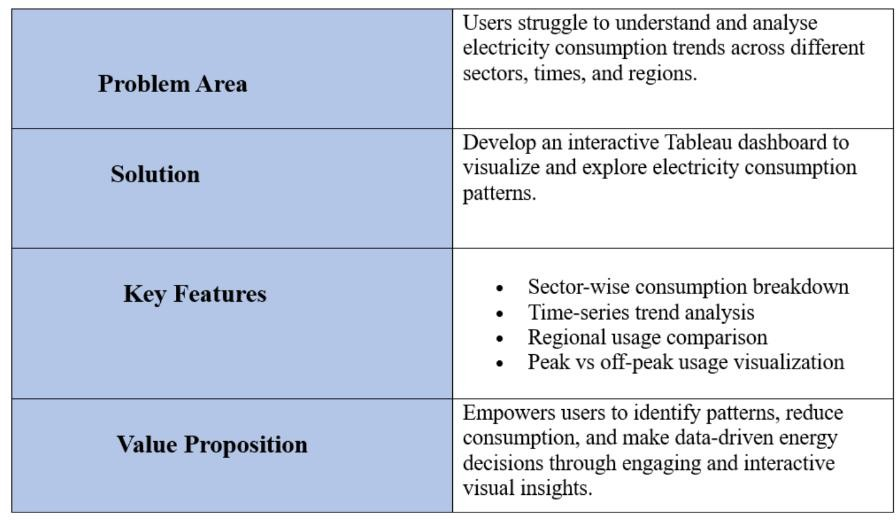 Problem Area
Users struggle to understand and analyse
electricity consumption trends across different
sectors, times, and regions.
Solution
Develop an interactive Tableau dashboard to
visualize and explore electricity consumption
patterns.
Key Features
• Sector-wise consumption breakdown
• Time-series trend analysis
• Regional usage comparison
• Peak vs off-peak usage visualization
Value Proposition
Empowers users to identify patterns, reduce
consumption, and make data-driven energy
decisions through engaging and interactive
visual insights.